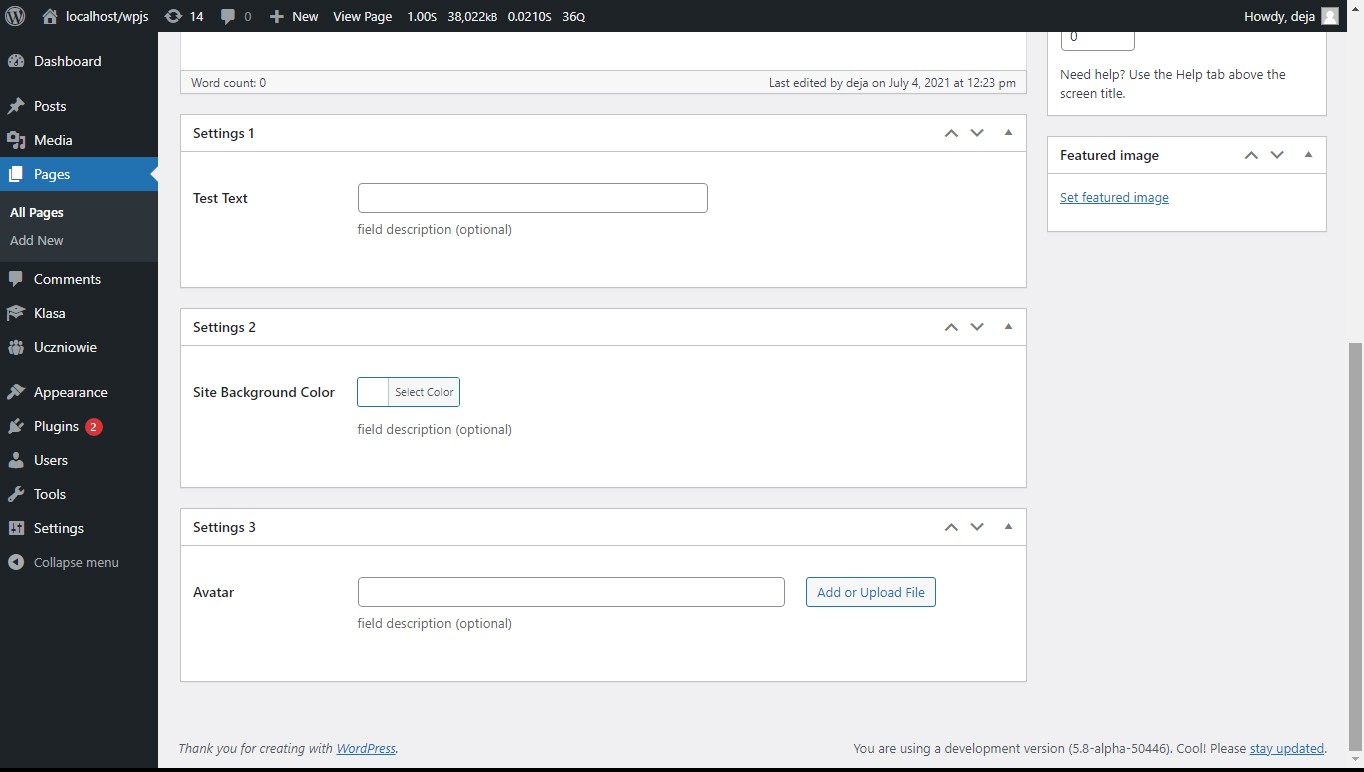 localhost/wpjs 14 0 New View Page 1.00S 38,022KB 0.0210S 36Q Howdy, deja
Dashboard
Posts
Media
Pages
All Pages
Add New
Comments
Klasa
Uczniowie
Appearance
Plugins 2
Users
Tools
Settings
Collapse menu
Word count: 0 Last edited by deja on July 4, 2021 at 12:23 pm
Settings 1
Test Text
field description (optional)
Settings 2
Site Background Color Select Color
field description (optional)
Settings 3
Avatar Add or Upload File
field description (optional)
0
Need help? Use the Help tab above the
screen title.
Featured image
Set featured image
Thank you for creating with WordPress. You are using a development version (5.8-alpha-50446). Cool! Please stay updated.